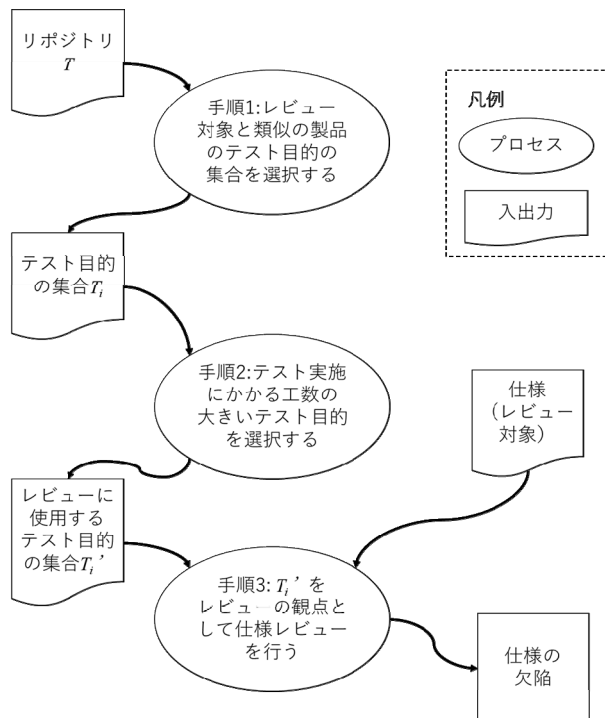 リポジトリ
T
手順1:レビュー
対象と類似の製品
のテスト目的の
集合を選択する
凡例
プロセス
入出力
テスト目的
の集合Ti
手順2:テスト実施
にかかる工数の
大きいテスト目的
を選択する
仕様
(レビュー
対象)
レビューに
使用する
テスト目的
の集合Ti’
手順3: Ti’ を
レビューの観点と
して仕様レビュー
を行う
仕様の
欠陥